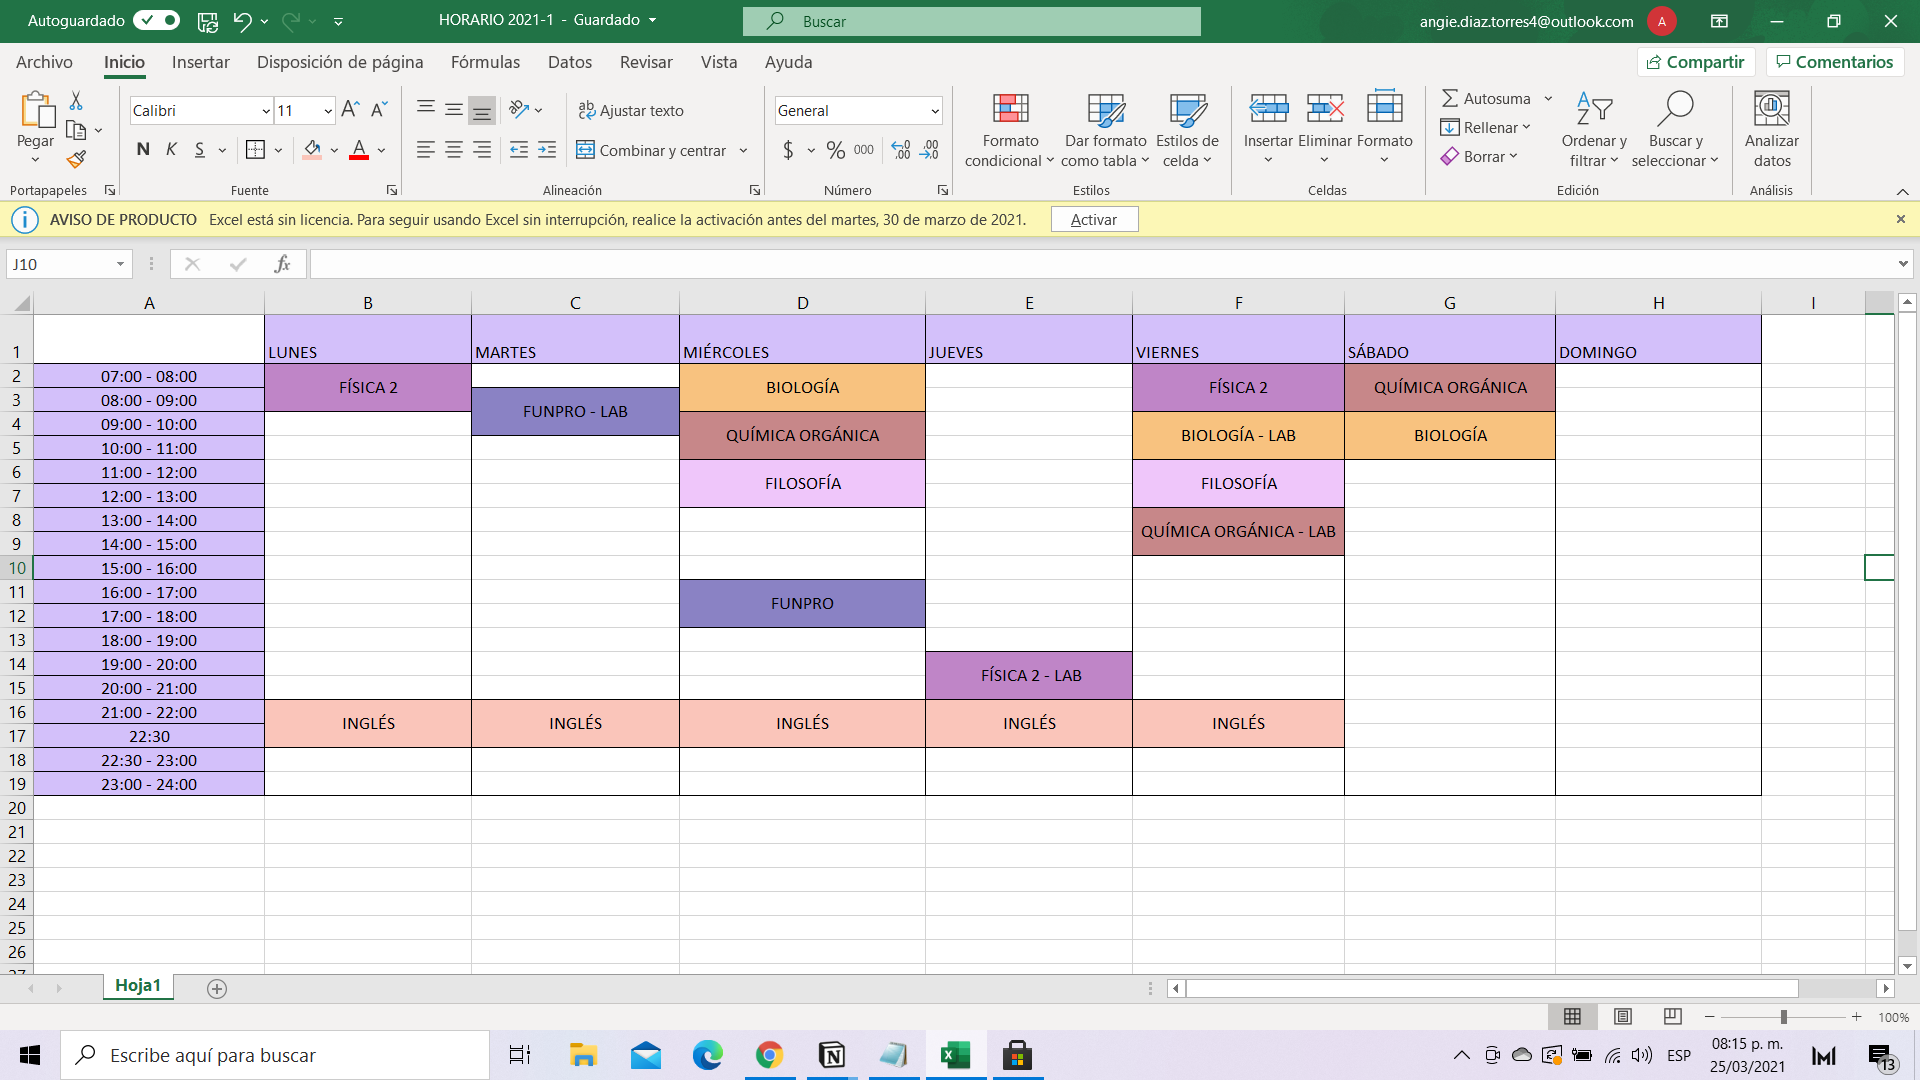 Autoguardado
HORARIO 2021-1 - Guardado
Buscar
angie.diaz.torres4@outlook.com
A
Archivo Inicio Insertar Disposición de página Fórmulas Datos Revisar Vista Ayuda
Compartir
Comentarios
Pegar
Portapapeles
Calibri 11
N K S
Fuente
Ajustar texto
Combinar y centrar
Alineación
General
$ % 000
Número
Formato condicional
Dar formato como tabla
Estilos de celda
Estilos
Insertar
Eliminar
Formato
Celdas
Autosuma
Rellenar
Borrar
Ordenar y filtrar
Buscar y seleccionar
Edición
Analizar datos
Análisis
AVISO DE PRODUCTO Excel está sin licencia. Para seguir usando Excel sin interrupción, realice la activación antes del martes, 30 de marzo de 2021. Activar
J10 fx
A B C D E F G H I
1 LUNES MARTES MIÉRCOLES JUEVES VIERNES SÁBADO DOMINGO
2 07:00 - 08:00
FÍSICA 2 BIOLOGÍA FÍSICA 2 QUÍMICA ORGÁNICA
3 08:00 - 09:00
FUNPRO - LAB
4 09:00 - 10:00
QUÍMICA ORGÁNICA BIOLOGÍA - LAB BIOLOGÍA
5 10:00 - 11:00
6 11:00 - 12:00
FILOSOFÍA FILOSOFÍA
7 12:00 - 13:00
8 13:00 - 14:00
QUÍMICA ORGÁNICA - LAB
9 14:00 - 15:00
10 15:00 - 16:00
11 16:00 - 17:00
FUNPRO
12 17:00 - 18:00
13 18:00 - 19:00
14 19:00 - 20:00
FÍSICA 2 - LAB
15 20:00 - 21:00
16 21:00 - 22:00
INGLÉS INGLÉS INGLÉS INGLÉS INGLÉS
17 22:30
18 22:30 - 23:00
19 23:00 - 24:00
20
21
22
23
24
25
26
27
Hoja1
100%
Escribe aquí para buscar
ESP
08:15 p. m.
25/03/2021
13